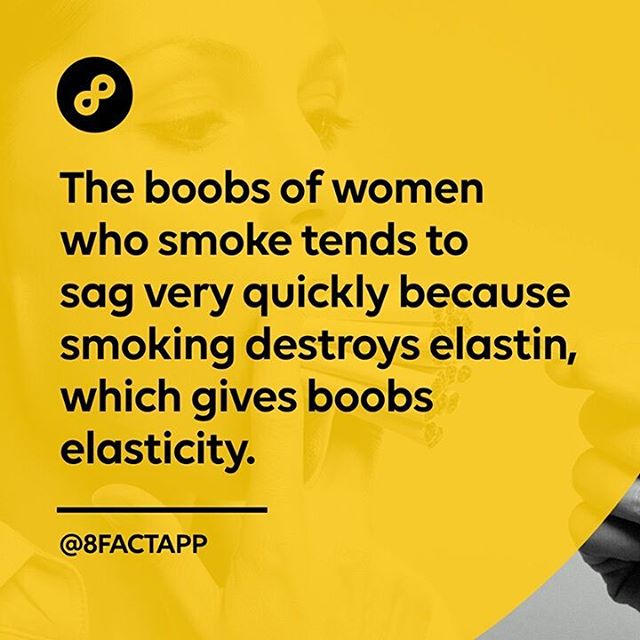 The boobs of women
who smoke tends to
sag very quickly because
smoking destroys elastin,
which gives boobs
elasticity.
@8FACTAPP